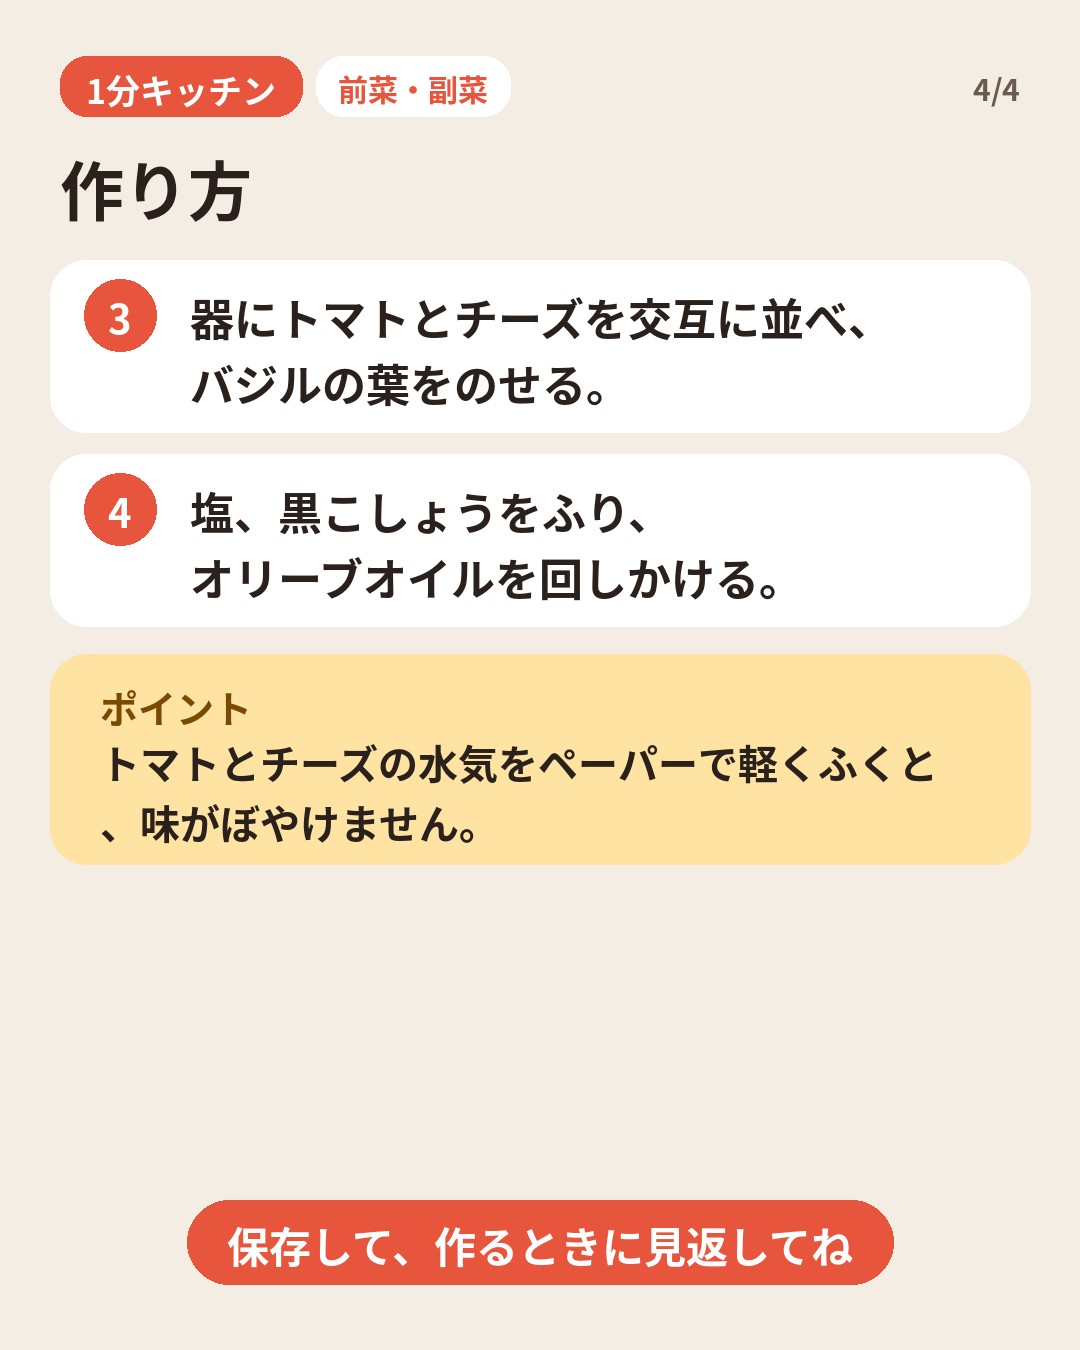 1分キッチン
前菜・副菜
4/4
作り方
3
器にトマトとチーズを交互に並べ、
バジルの葉をのせる。
4
塩、黒こしょうをふり、
オリーブオイルを回しかける。
ポイント
トマトとチーズの水気をペーパーで軽くふくと
、味がぼやけません。
保存して、作るときに見返してね